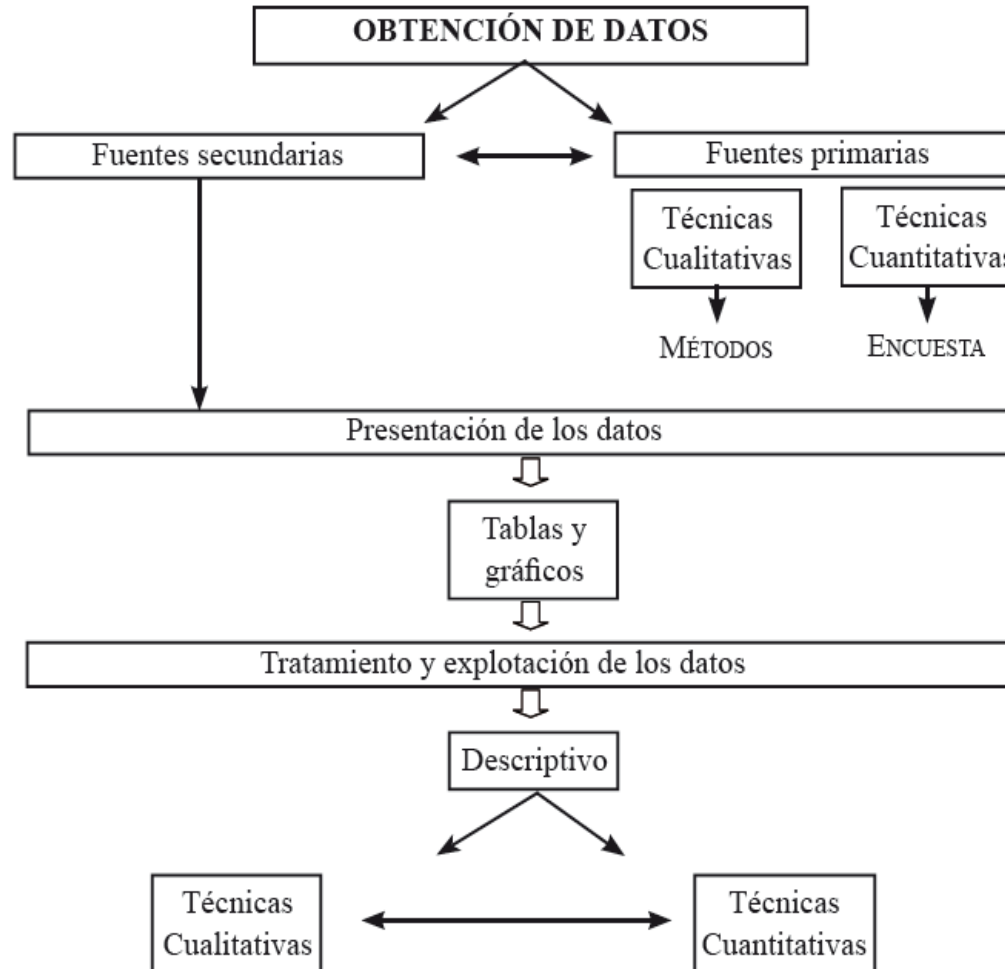 OBTENCIÓN DE DATOS
Fuentes secundarias
Fuentes primarias
Técnicas
Cualitativas
Técnicas
Cuantitativas
MÉTODOS
ENCUESTA
Presentación de los datos
Tablas y
gráficos
Tratamiento y explotación de los datos
Descriptivo
Técnicas
Cualitativas
Técnicas
Cuantitativas